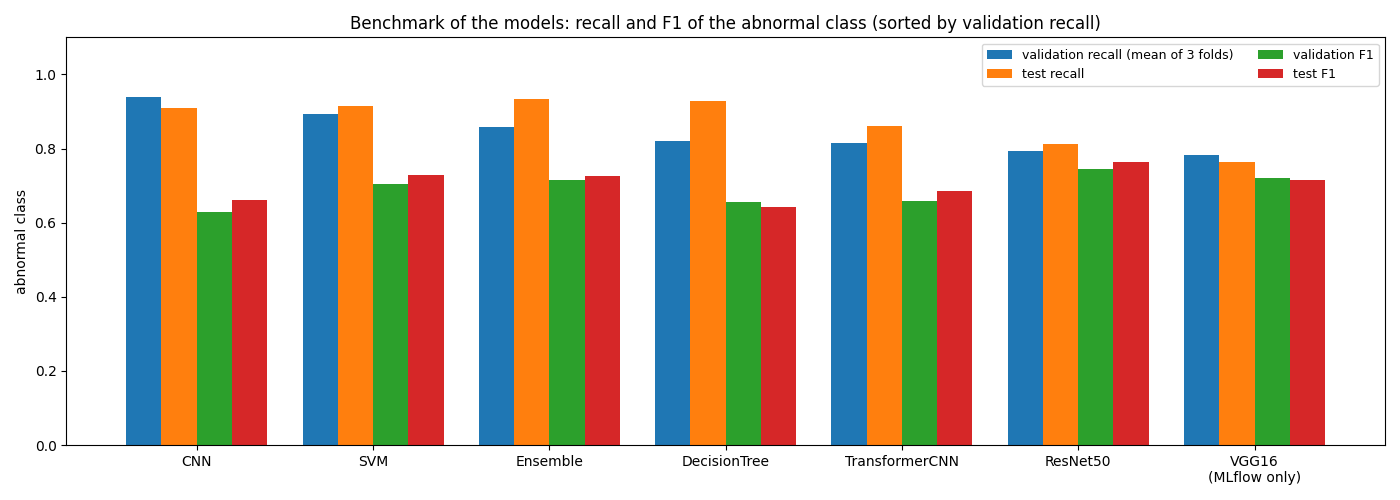 Benchmark of the models: recall and F1 of the abnormal class (sorted by validation recall)
validation recall (mean of 3 folds)
test recall
validation F1
test F1
abnormal class
1.0
0.8
0.6
0.4
0.2
0.0
CNN
SVM
Ensemble
DecisionTree
TransformerCNN
ResNet50
VGG16
(MLflow only)